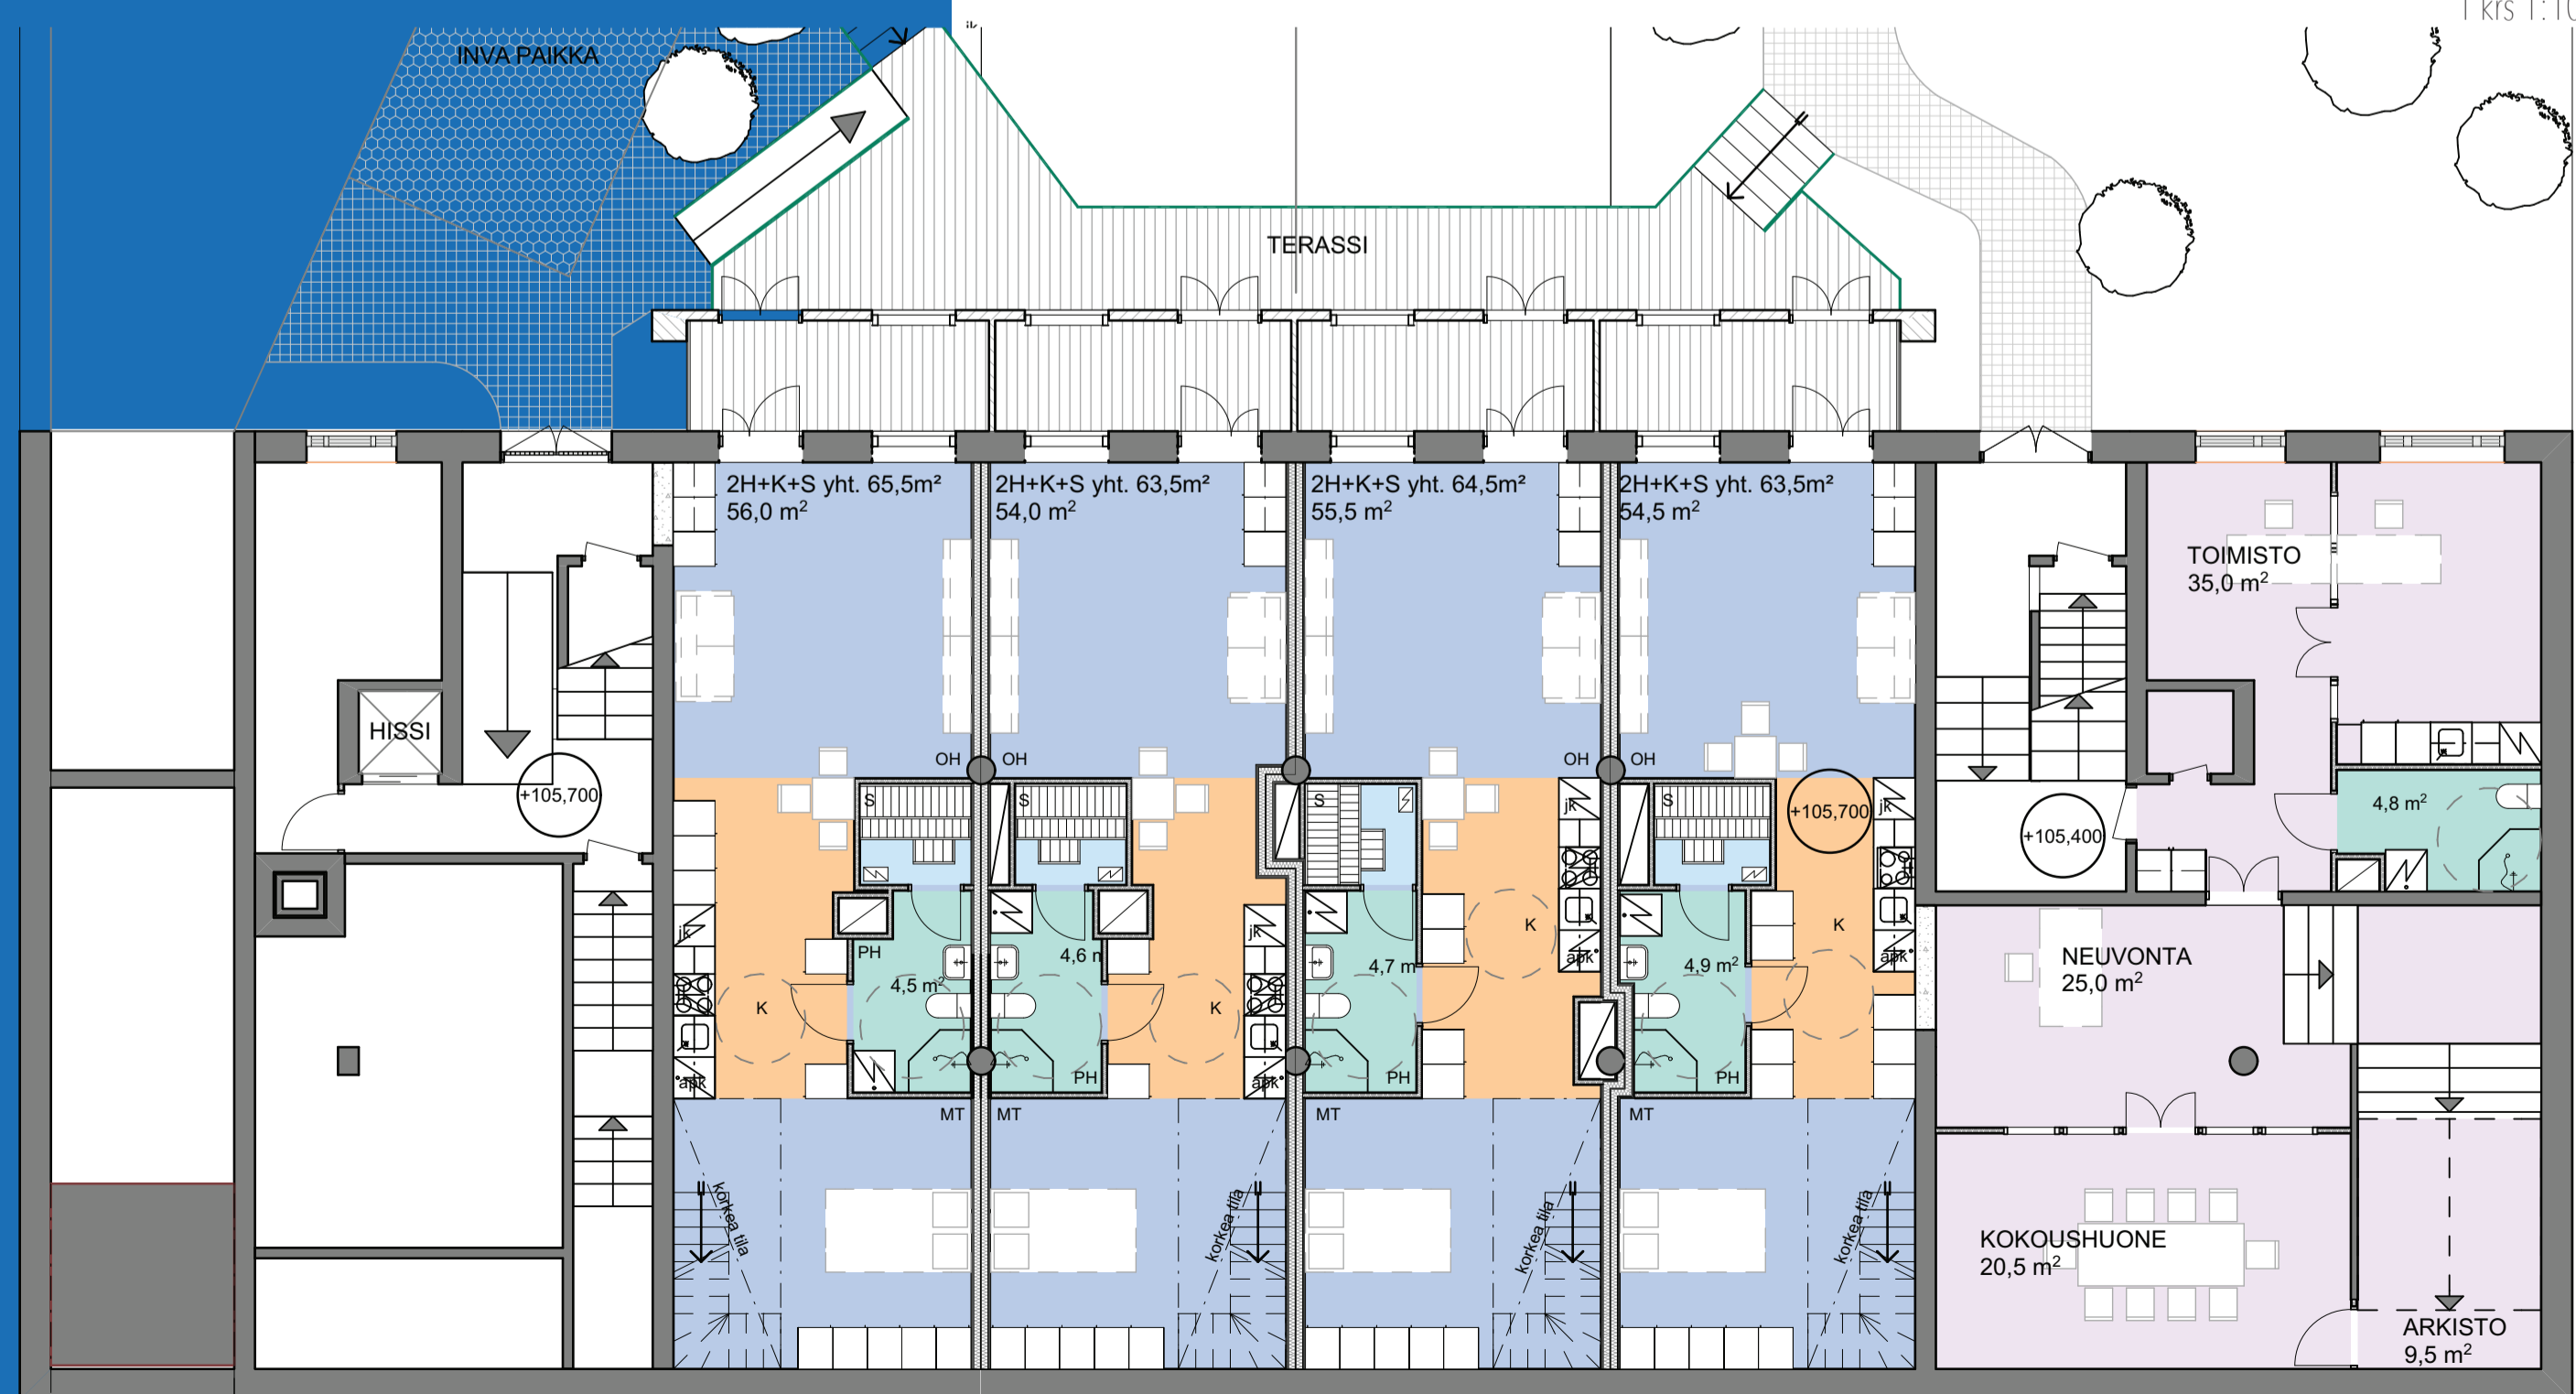 1 krs 1:10
INVA PAIKKA
TERASSI
2H+K+S yht. 65,5m²
56,0 m²
2H+K+S yht. 63,5m²
54,0 m²
2H+K+S yht. 64,5m²
55,5 m²
2H+K+S yht. 63,5m²
54,5 m²
TOIMISTO
35,0 m²
HISSI
+105,700
OH
OH
OH
OH
S
S
S
S
jk
+105,700
jk
4,8 m²
+105,400
jk
PH
4,5 m²
4,6 m
jk
4,7 m²
K
apk
4,9 m²
K
apk
NEUVONTA
25,0 m²
K
K
apk
PH
apk
PH
PH
MT
MT
MT
MT
korkea tila
korkea tila
korkea tila
korkea tila
KOKOUSHUONE
20,5 m²
ARKISTO
9,5 m²